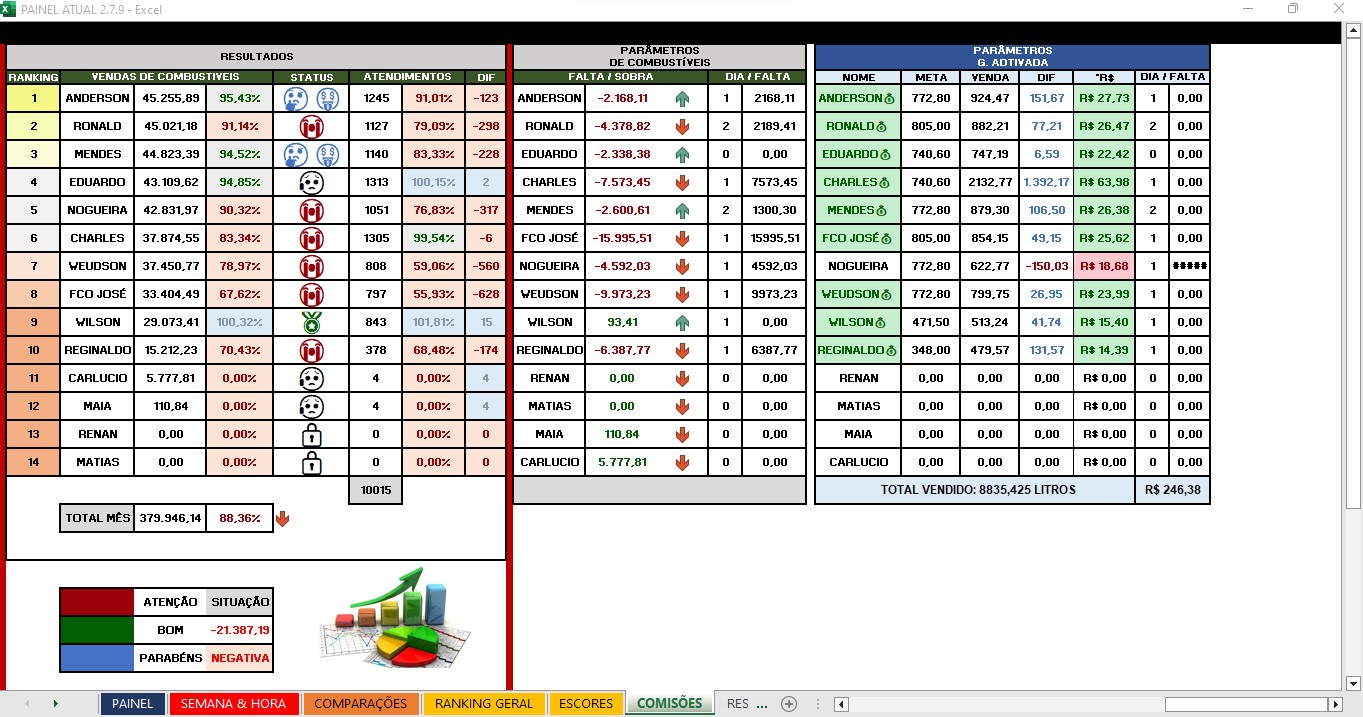 PAINEL ATUAL 2.7.9 - Excel
RESULTADOS
RANKING VENDAS DE COMBUSTIVEIS STATUS ATENDIMENTOS DIF
1 ANDERSON 45.255,89 95,43% 1245 91,01% -123
2 RONALD 45.021,18 91,14% 1127 79,09% -298
3 MENDES 44.823,39 94,52% 1140 83,33% -228
4 EDUARDO 43.109,62 94,85% 1313 100,15% 2
5 NOGUEIRA 42.831,97 90,32% 1051 76,83% -317
6 CHARLES 37.874,55 83,34% 1305 99,54% -6
7 WEUDSON 37.450,77 78,97% 808 59,06% -560
8 FCO JOSÉ 33.404,49 67,62% 797 55,93% -628
9 WILSON 29.073,41 100,32% 843 101,81% 15
10 REGINALDO 15.212,23 70,43% 378 68,48% -174
11 CARLUCIO 5.777,81 0,00% 4 0,00% 4
12 MAIA 110,84 0,00% 4 0,00% 4
13 RENAN 0,00 0,00% 0 0,00% 0
14 MATIAS 0,00 0,00% 0 0,00% 0
10015
TOTAL MÊS 379.946,14 88,36%
ATENÇÃO SITUAÇÃO
BOM -21.387,19
PARABÉNS NEGATIVA
PARÂMETROS
DE COMBUSTÍVEIS
FALTA / SOBRA DIA / FALTA
ANDERSON -2.168,11 1 2168,11
RONALD -4.378,82 2 2189,41
EDUARDO -2.338,38 0 0,00
CHARLES -7.573,45 1 7573,45
MENDES -2.600,61 2 1300,30
FCO JOSÉ -15.995,51 1 15995,51
NOGUEIRA -4.592,03 1 4592,03
WEUDSON -9.973,23 1 9973,23
WILSON 93,41 1 0,00
REGINALDO -6.387,77 1 6387,77
RENAN 0,00 0 0,00
MATIAS 0,00 0 0,00
MAIA 110,84 0 0,00
CARLUCIO 5.777,81 0 0,00
PARÂMETROS
G. ADTIVADA
NOME META VENDA DIF "R$ DIA / FALTA
ANDERSON 772,80 924,47 151,67 R$ 27,73 1 0,00
RONALD 805,00 882,21 77,21 R$ 26,47 2 0,00
EDUARDO 740,60 747,19 6,59 R$ 22,42 0 0,00
CHARLES 740,60 2132,77 1.392,17 R$ 63,98 1 0,00
MENDES 772,80 879,30 106,50 R$ 26,38 2 0,00
FCO JOSÉ 805,00 854,15 49,15 R$ 25,62 1 0,00
NOGUEIRA 772,80 622,77 -150,03 R$ 18,68 1 #####
WEUDSON 772,80 799,75 26,95 R$ 23,99 1 0,00
WILSON 471,50 513,24 41,74 R$ 15,40 1 0,00
REGINALDO 348,00 479,57 131,57 R$ 14,39 1 0,00
RENAN 0,00 0,00 0,00 R$ 0,00 0 0,00
MATIAS 0,00 0,00 0,00 R$ 0,00 0 0,00
MAIA 0,00 0,00 0,00 R$ 0,00 0 0,00
CARLUCIO 0,00 0,00 0,00 R$ 0,00 0 0,00
TOTAL VENDIDO: 8835,425 LITROS R$ 246,38
PAINEL SEMANA & HORA COMPARAÇÕES RANKING GERAL ESCORES COMISÕES RES ...